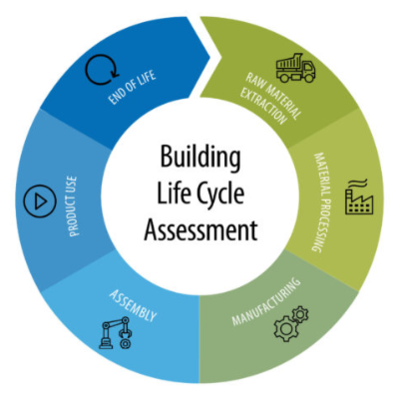 Building
Life Cycle
Assessment
RAW MATERIAL
EXTRACTION
MATERIAL PROCESSING
MANUFACTURING
ASSEMBLY
PRODUCT USE
END OF LIFE